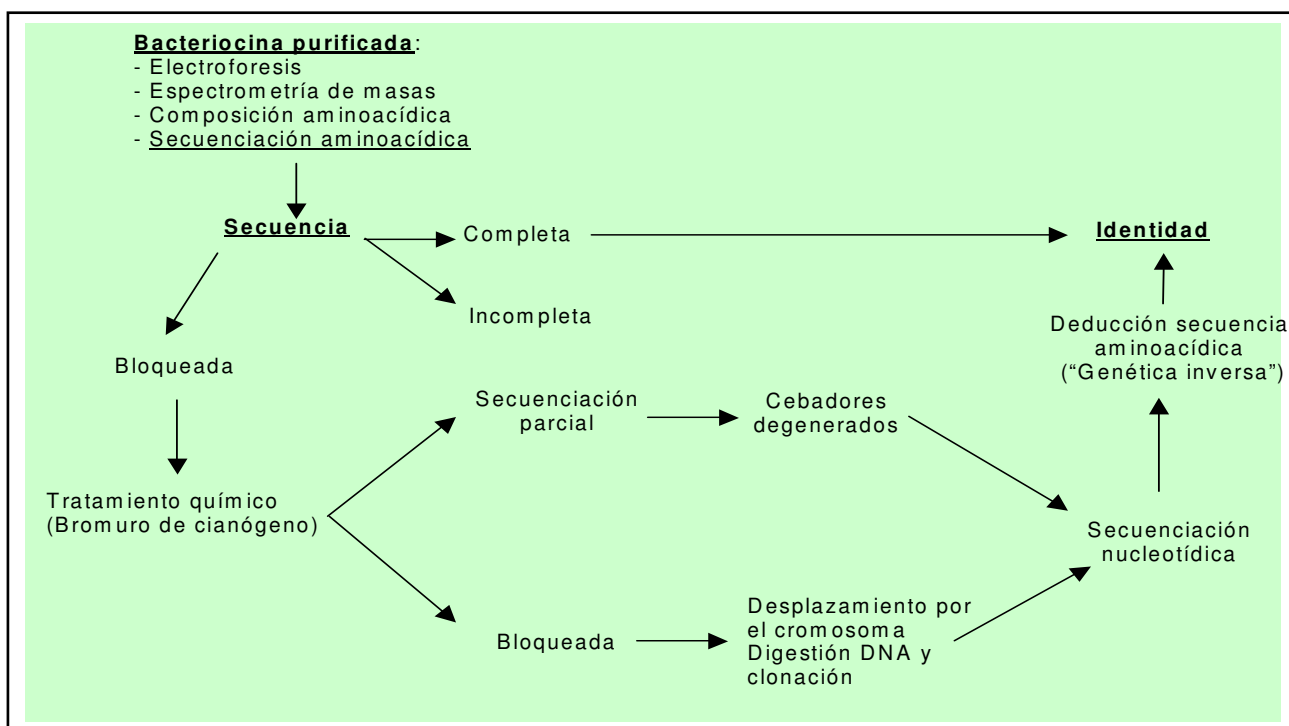 Bacteriocina purificada:
- Electroforesis
- Espectrometría de masas
- Composición aminoacídica
- Secuenciación aminoacídica
Secuencia
Completa
Identidad
Incompleta
Deducción secuencia
aminoacídica
(“Genética inversa”)
Bloqueada
Secuenciación
parcial
Cebadores
degenerados
Tratamiento químico
(Bromuro de cianógeno)
Secuenciación
nucleotídica
Bloqueada
Desplazamiento por
el cromosoma
Digestión DNA y
clonación